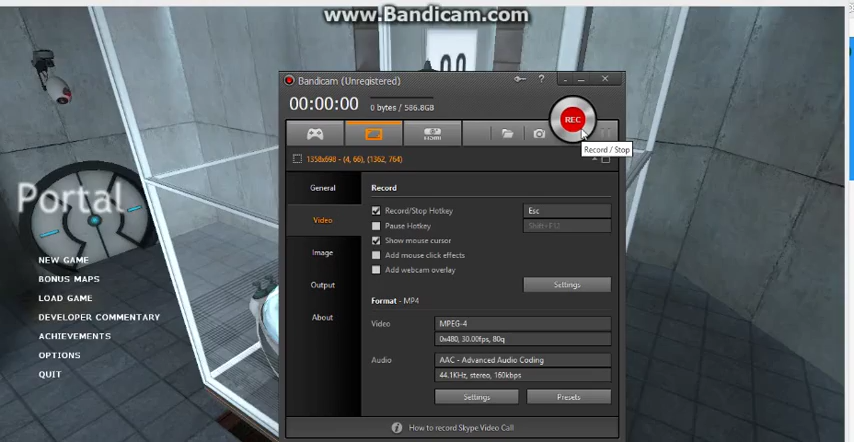 www.Bandicam.com
Bandicam (Unregistered)
?
00:00:00
0 bytes / 586.8GB
REC
HDMI
Record / Stop
1358x698 - (4, 66), (1362, 764)
General
Video
Image
Output
About
Record
Record/Stop Hotkey
Esc
Pause Hotkey
Shift - F12
Show mouse cursor
Add mouse click effects
Add webcam overlay
Settings
Format - MP4
Video
MPEG-4
0x480, 30.00fps, 80q
Audio
AAC - Advanced Audio Coding
44.1KHz, stereo, 160kbps
Settings
Presets
How to record Skype Video Call
Portal
NEW GAME
BONUS MAPS
LOAD GAME
DEVELOPER COMMENTARY
ACHIEVEMENTS
OPTIONS
QUIT